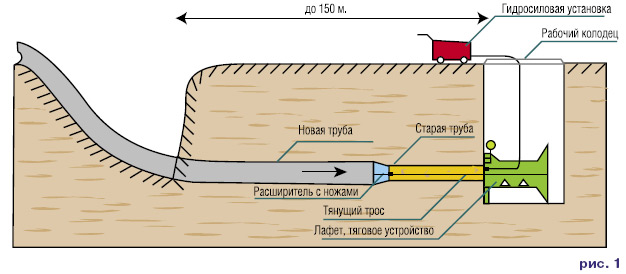 до 150 м.
Гидросиловая установка
Рабочий колодец
Новая труба
Старая труба
Расширитель с ножами
Тянущий трос
Лафет, тяговое устройство
рис. 1